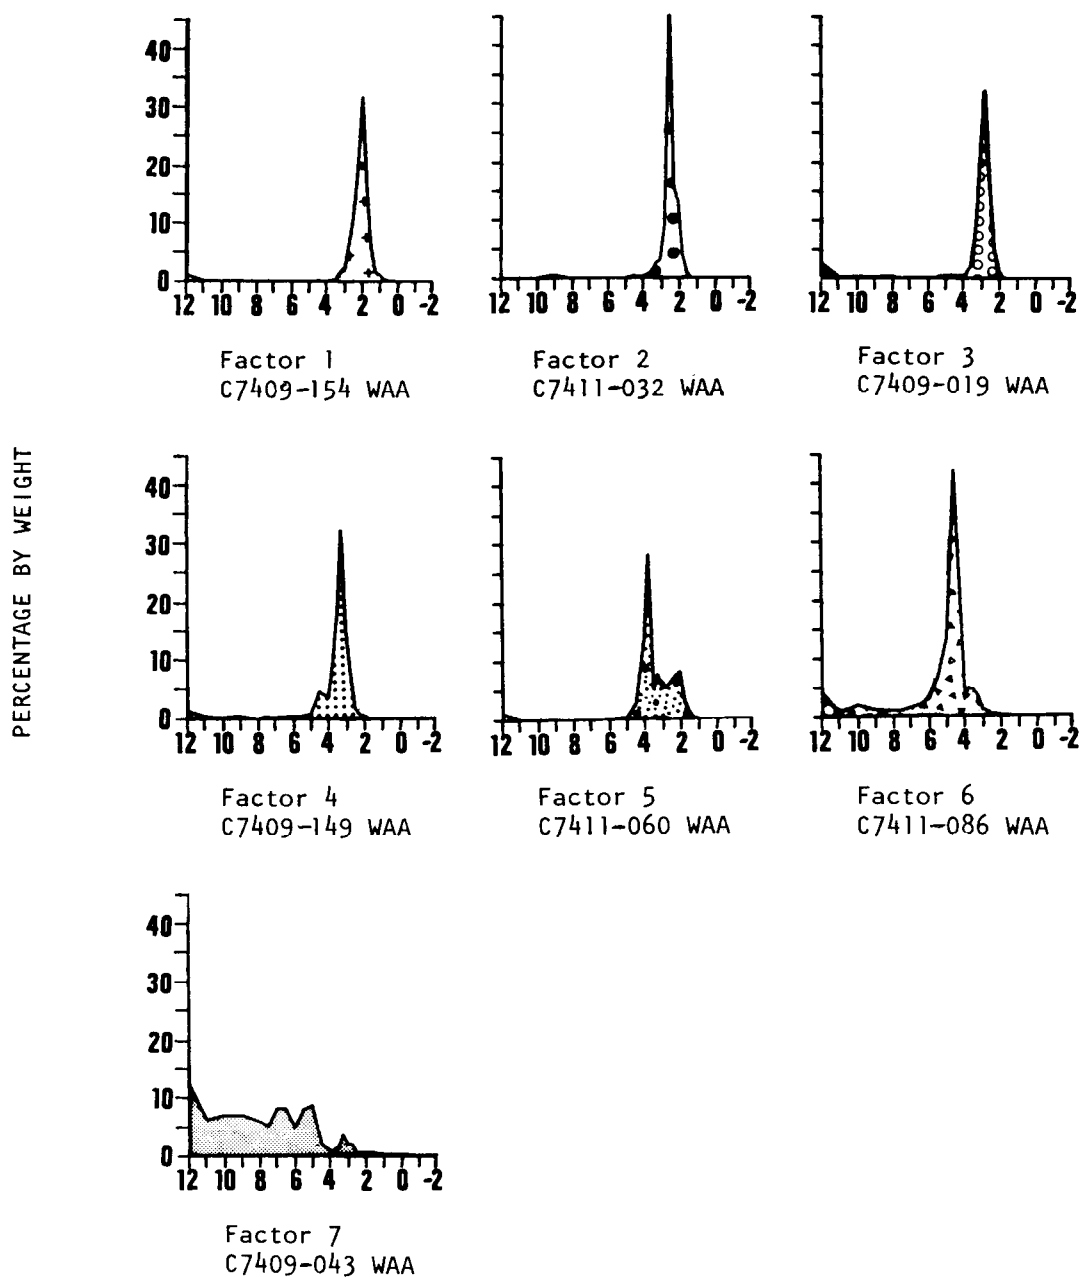 PERCENTAGE BY WEIGHT
40
30
20
10
0
12 10 8 6 4 2 0 -2
12 10 8 6 4 2 0 -2
12 10 8 6 4 2 0 -2
Factor 1
C7409-154 WAA
Factor 2
C7411-032 WAA
Factor 3
C7409-019 WAA
40
30
20
10
0
12 10 8 6 4 2 0 -2
12 10 8 6 4 2 0 -2
12 10 8 6 4 2 0 -2
Factor 4
C7409-149 WAA
Factor 5
C7411-060 WAA
Factor 6
C7411-086 WAA
40
30
20
10
0
12 10 8 6 4 2 0 -2
Factor 7
C7409-043 WAA